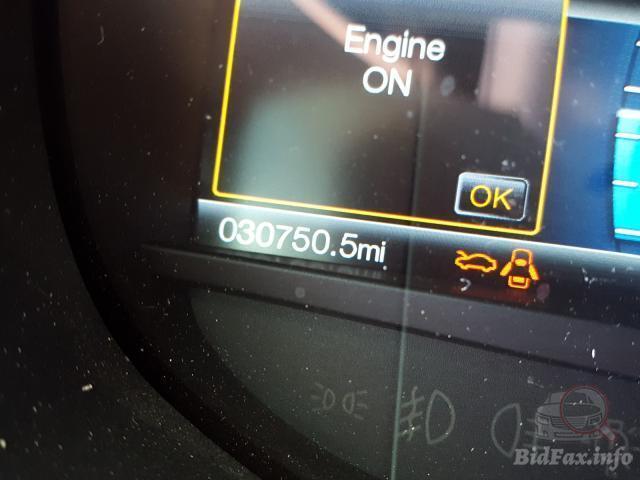 Engine
ON
OK
030750.5mi
BidFax.info